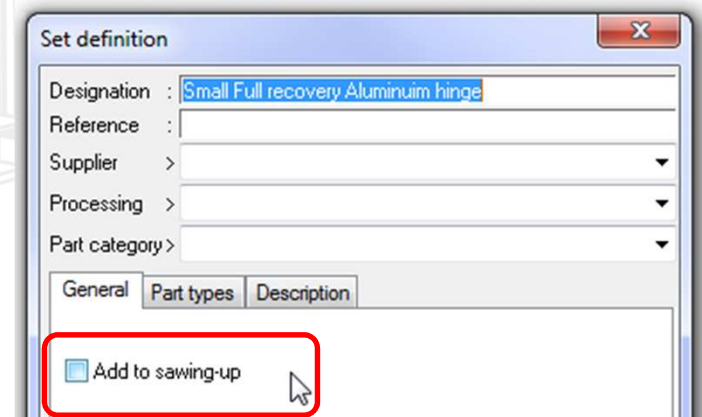 Set definition
Designation : Small Full recovery Aluminuim hinge
Reference :
Supplier >
Processing >
Part category >
General Part types Description
Add to sawing-up